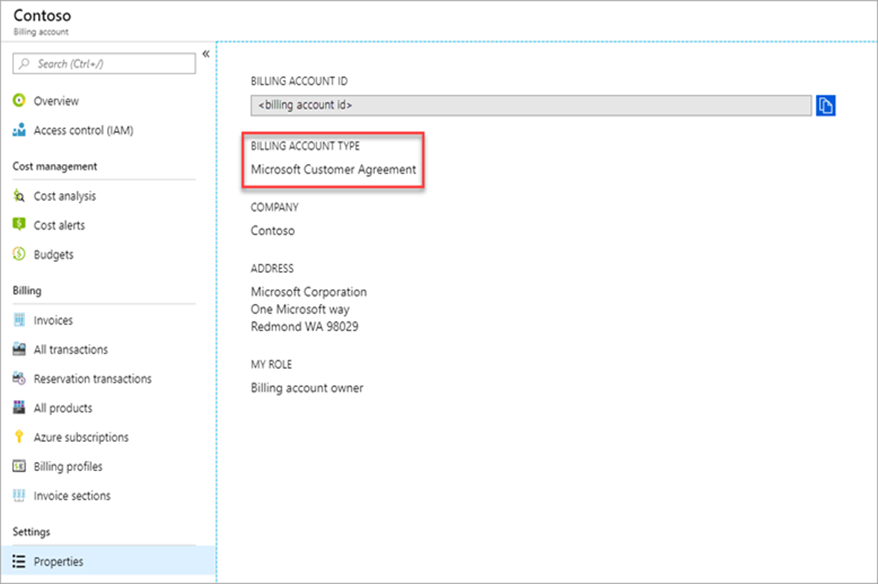 Contoso
Billing account
Search (Ctrl+/)
«
Overview
Access control (IAM)
Cost management
Cost analysis
Cost alerts
Budgets
Billing
Invoices
All transactions
Reservation transactions
All products
Azure subscriptions
Billing profiles
Invoice sections
Settings
Properties
BILLING ACCOUNT ID
<billing account id>
BILLING ACCOUNT TYPE
Microsoft Customer Agreement
COMPANY
Contoso
ADDRESS
Microsoft Corporation
One Microsoft way
Redmond WA 98029
MY ROLE
Billing account owner